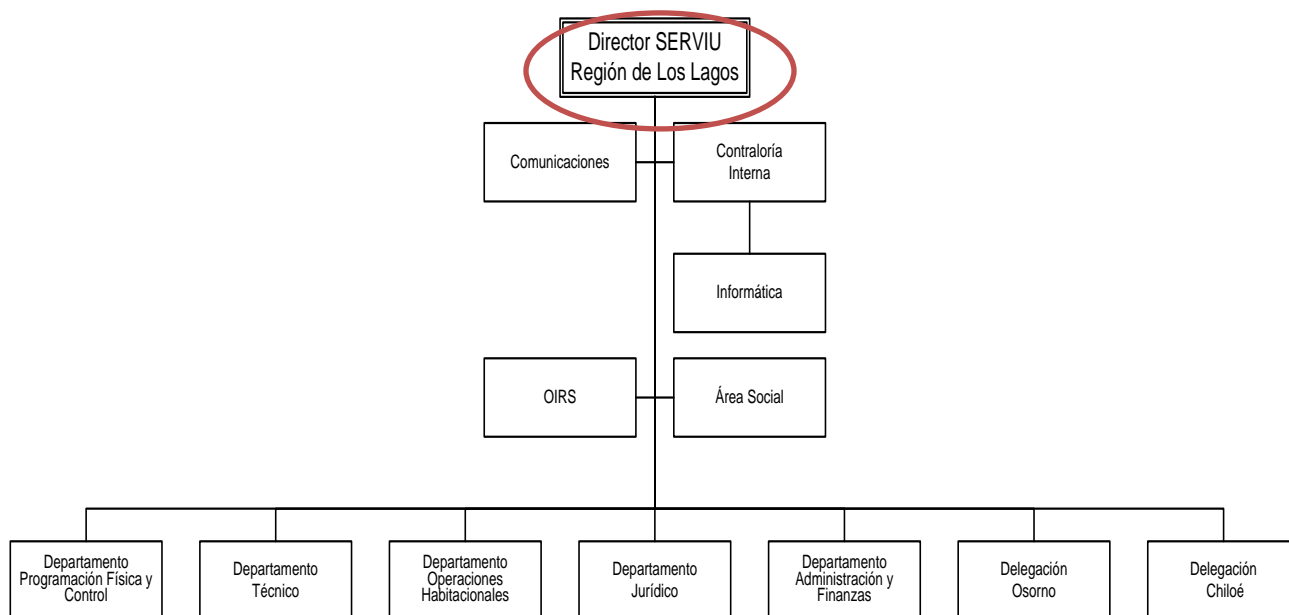 Director SERVIU
Región de Los Lagos
Comunicaciones
Contraloría
Interna
Informática
OIRS
Área Social
Departamento
Programación Física y
Control
Departamento
Técnico
Departamento
Operaciones
Habitacionales
Departamento
Jurídico
Departamento
Administración y
Finanzas
Delegación
Osorno
Delegación
Chiloé